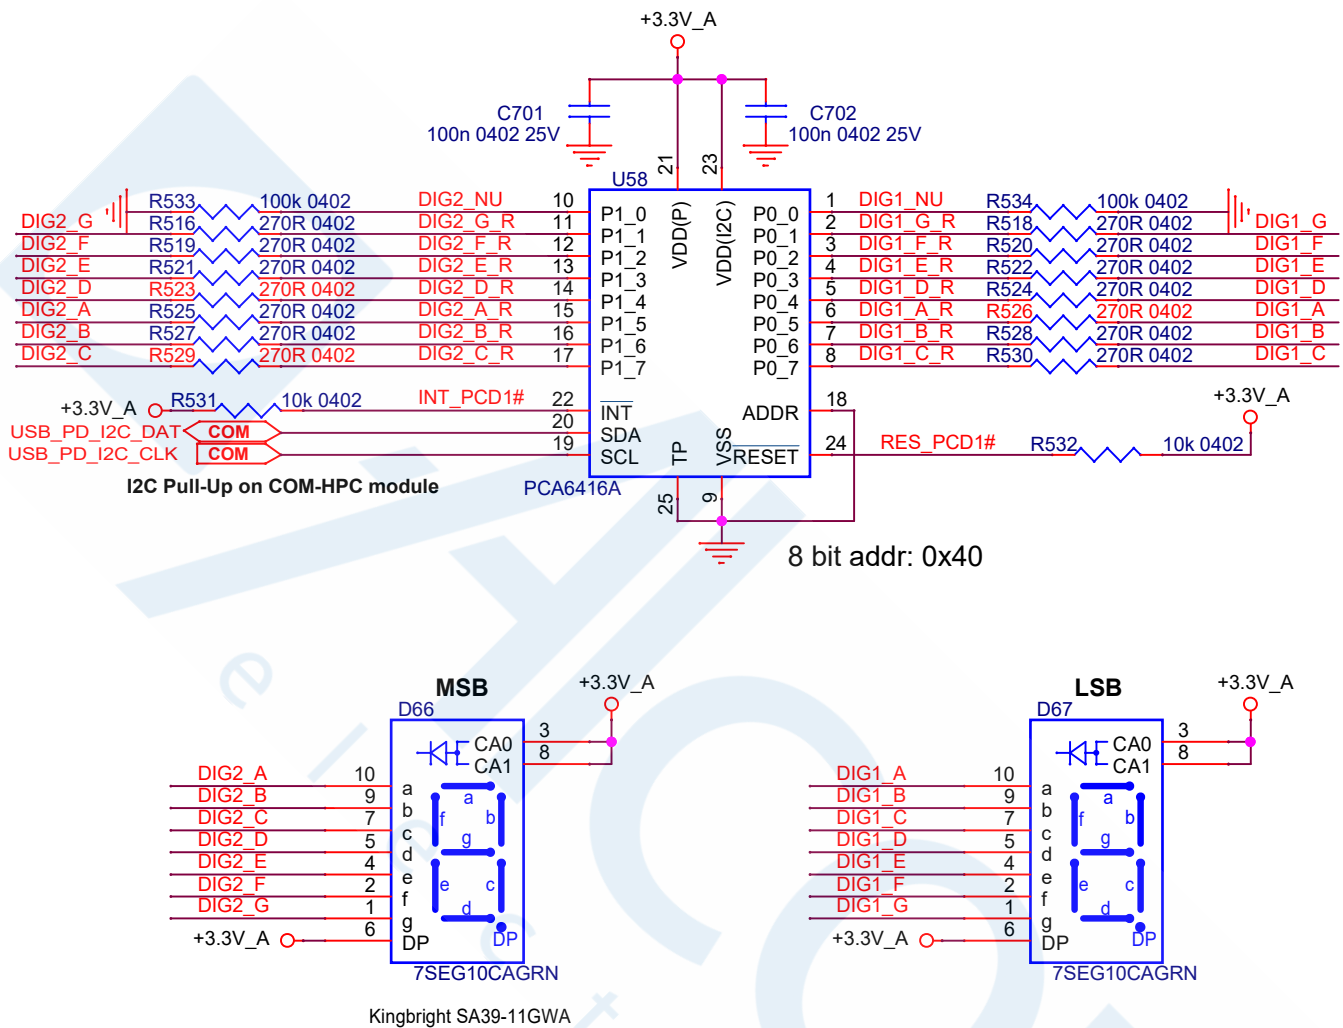 +3.3V_A
C701
100n 0402 25V
C702
100n 0402 25V
U58
21
23
VDD(P)
VDD(I2C)
R533 100k 0402 DIG2_NU 10 P1_0
DIG2_G R516 270R 0402 DIG2_G_R 11 P1_1
DIG2_F R519 270R 0402 DIG2_F_R 12 P1_2
DIG2_E R521 270R 0402 DIG2_E_R 13 P1_3
DIG2_D R523 270R 0402 DIG2_D_R 14 P1_4
DIG2_A R525 270R 0402 DIG2_A_R 15 P1_5
DIG2_B R527 270R 0402 DIG2_B_R 16 P1_6
DIG2_C R529 270R 0402 DIG2_C_R 17 P1_7
P0_0 1 DIG1_NU R534 100k 0402
P0_1 2 DIG1_G_R R518 270R 0402 DIG1_G
P0_2 3 DIG1_F_R R520 270R 0402 DIG1_F
P0_3 4 DIG1_E_R R522 270R 0402 DIG1_E
P0_4 5 DIG1_D_R R524 270R 0402 DIG1_D
P0_5 6 DIG1_A_R R526 270R 0402 DIG1_A
P0_6 7 DIG1_B_R R528 270R 0402 DIG1_B
P0_7 8 DIG1_C_R R530 270R 0402 DIG1_C
+3.3V_A R531 10k 0402 INT_PCD1# 22 INT
USB_PD_I2C_DAT COM 20 SDA
USB_PD_I2C_CLK COM 19 SCL
ADDR 18
+3.3V_A
RESET 24 RES_PCD1# R532 10k 0402
TP
VSS
25
9
I2C Pull-Up on COM-HPC module
PCA6416A
8 bit addr: 0x40
MSB
+3.3V_A
D66
CA0 3
CA1 8
DIG2_A 10 a
DIG2_B 9 b
DIG2_C 7 c
DIG2_D 5 d
DIG2_E 4 e
DIG2_F 2 f
DIG2_G 1 g
+3.3V_A 6 DP
a
f b
g
e c
d
DP
7SEG10CAGRN
Kingbright SA39-11GWA
LSB
+3.3V_A
D67
CA0 3
CA1 8
DIG1_A 10 a
DIG1_B 9 b
DIG1_C 7 c
DIG1_D 5 d
DIG1_E 4 e
DIG1_F 2 f
DIG1_G 1 g
+3.3V_A 6 DP
a
f b
g
e c
d
DP
7SEG10CAGRN